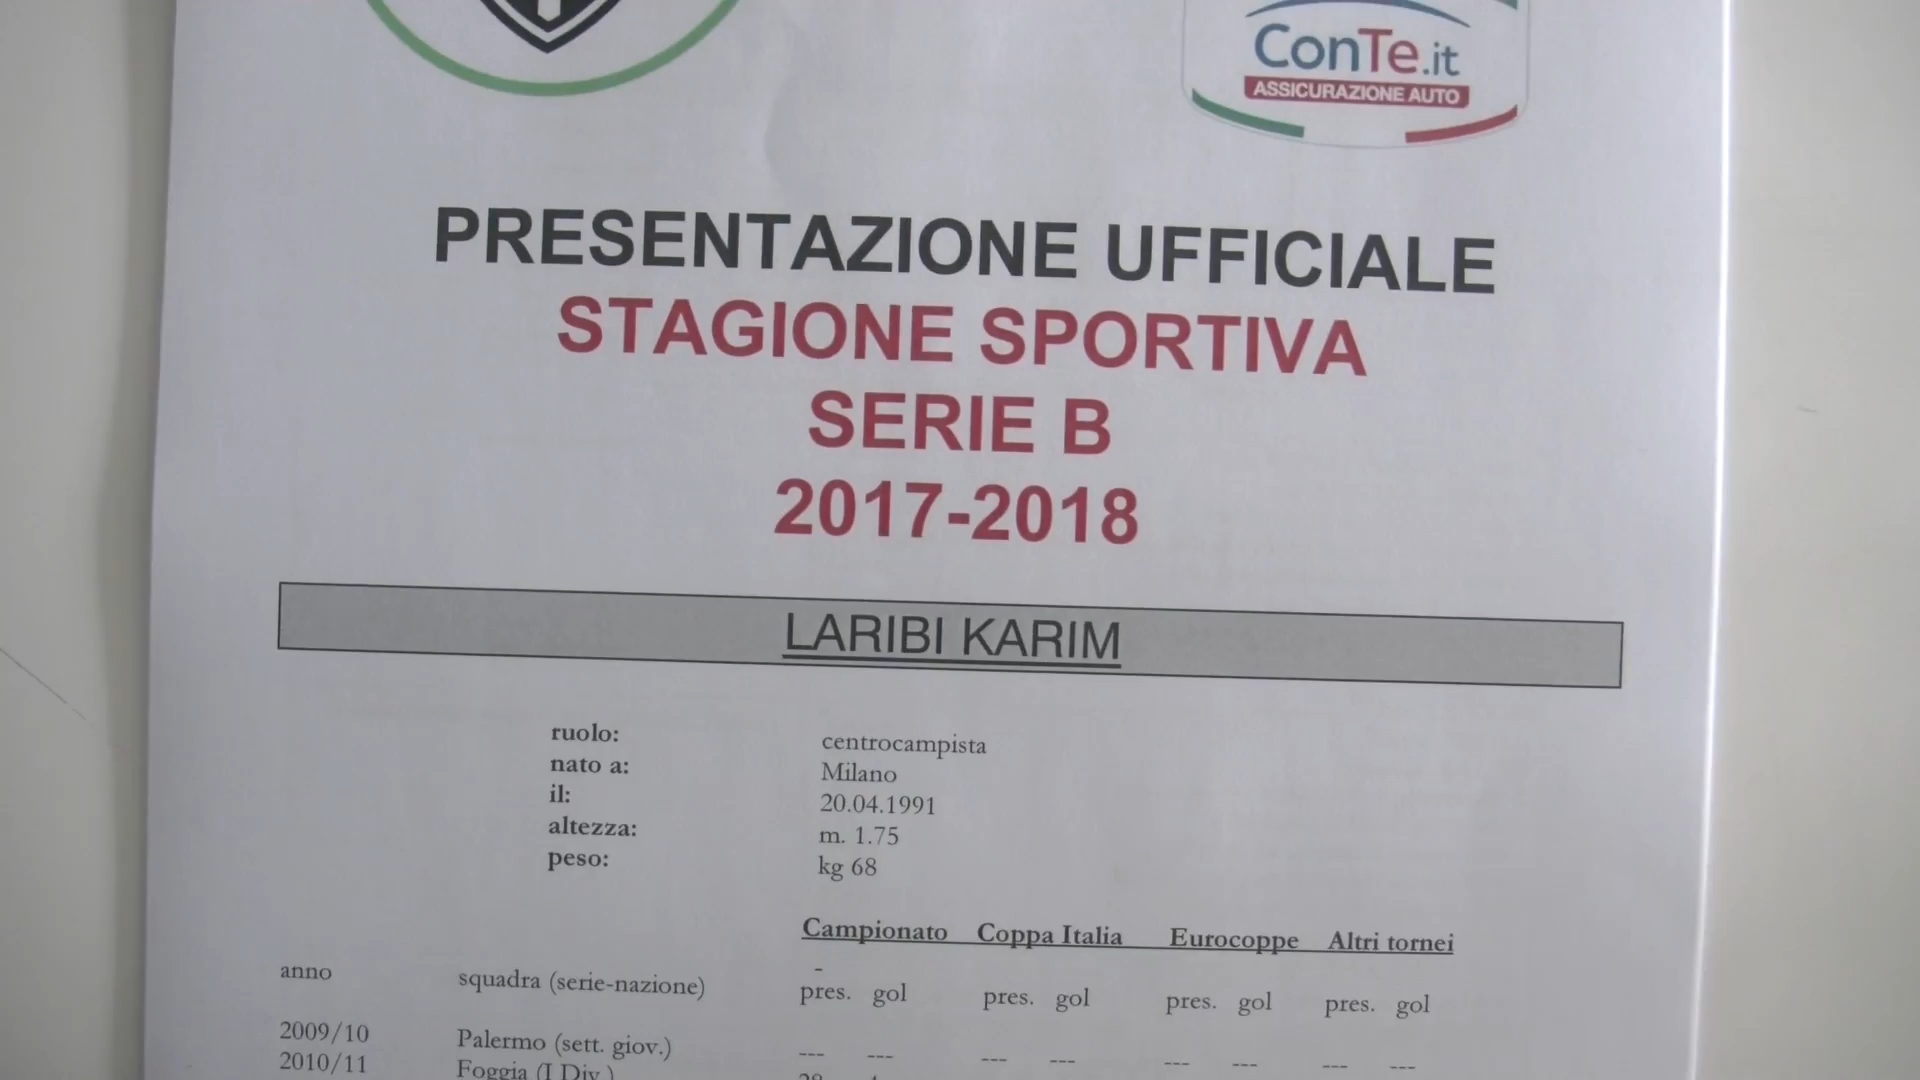 ConTe.it
ASSICURAZIONE AUTO
PRESENTAZIONE UFFICIALE
STAGIONE SPORTIVA
SERIE B
2017-2018
LARIBI KARIM
ruolo: centrocampista
nato a: Milano
il: 20.04.1991
altezza: m. 1.75
peso: kg 68
Campionato Coppa Italia Eurocoppe Altri tornei
-
anno squadra (serie-nazione) pres. gol pres. gol pres. gol pres. gol
2009/10 Palermo (sett. giov.) --- --- --- --- --- --- --- ---
2010/11 Foggia (I Div.)